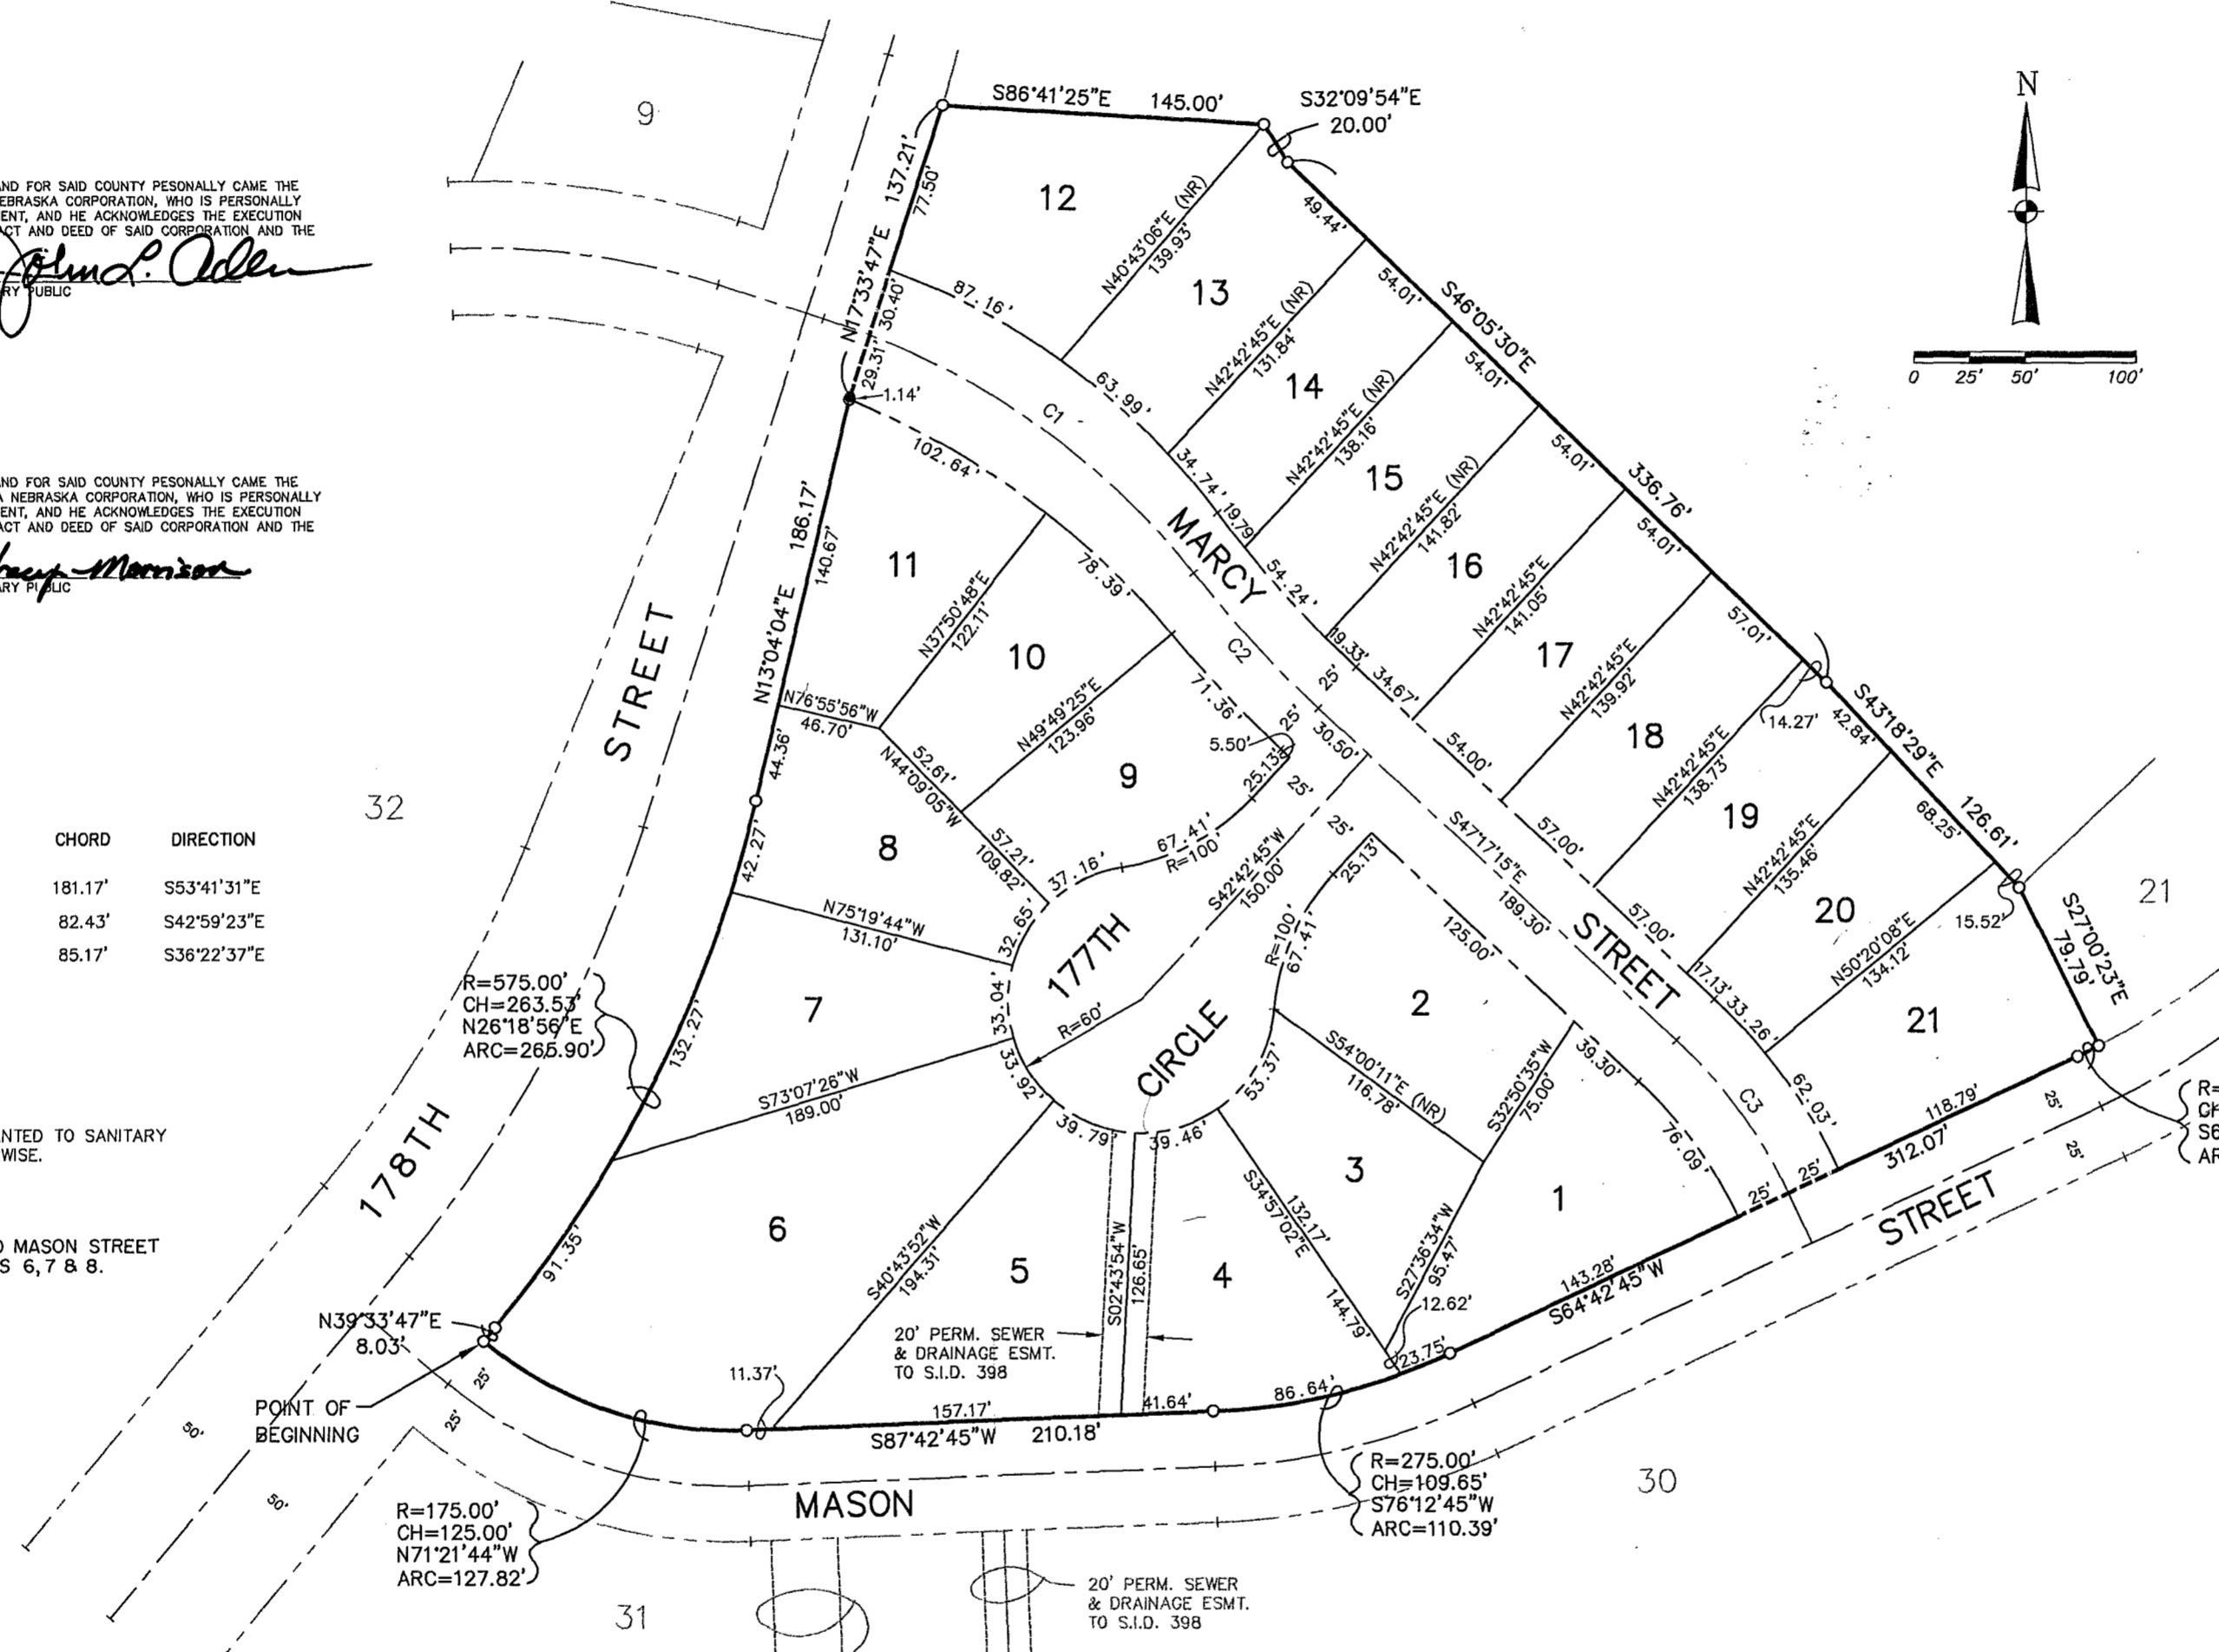 AND FOR SAID COUNTY PESONALLY CAME THE
EBRASKA CORPORATION, WHO IS PERSONALLY
ENT, AND HE ACKNOWLEDGES THE EXECUTION
ACT AND DEED OF SAID CORPORATION AND THE
John L. Aden
RY PUBLIC
AND FOR SAID COUNTY PESONALLY CAME THE
A NEBRASKA CORPORATION, WHO IS PERSONALLY
ENT, AND HE ACKNOWLEDGES THE EXECUTION
ACT AND DEED OF SAID CORPORATION AND THE
Morrison
ARY PUBLIC
CHORD DIRECTION
181.17' S53°41'31"E
82.43' S42°59'23"E
85.17' S36°22'37"E
NTED TO SANITARY
WISE.
MASON STREET
S 6,7 & 8.
9
32
31
30
21
N
0 25' 50' 100'
S86°41'25"E 145.00'
S32°09'54"E
20.00'
N17°33'47"E 137.21'
77.50'
30.40'
29.31'
1.14'
12
N40°43'06"E (NR)
139.93'
49.44'
13
87.16'
63.99'
N42°42'45"E (NR)
131.84'
54.01'
S46°05'30"E
336.76'
14
34.74'
19.79
N42°42'45"E (NR)
138.16'
54.01'
15
54.24'
N42°42'45"E (NR)
141.82'
54.01'
16
19.33'
34.67'
N42°42'45"E
141.05'
54.01'
17
54.00'
N42°42'45"E
139.92'
57.01'
18
57.00'
N42°42'45"E
138.73'
14.27'
42.84'
S43°18'29"E
126.61'
19
57.00'
N42°42'45"E
135.46'
68.25'
20
17.13'
33.26'
N50°20'08"E
134.12'
15.52'
21
62.03'
S27°00'23"E
79.79'
118.79'
312.07'
25'
25'
R=
CH
S6
AR
C1
MARCY
C2
25'
25'
30.50'
S47°17'15"E
189.30'
STREET
C3
102.64'
186.17'
N13°04'04"E
140.67'
11
N37°50'48"E
122.11'
78.39'
10
N49°49'25"E
123.96'
71.36'
5.50'
25.13'
25'
25'
9
N76°55'56"W
46.70'
44.36'
52.61'
N44°09'05"W
57.21'
109.82'
8
42.27'
37.16'
67.41'
R=100'
32.65'
N75°19'44"W
131.10'
S42°42'45"W
150.00'
177TH
CIRCLE
R=60'
33.04'
33.92'
39.79'
39.46'
53.37'
R=100'
67.41'
25.13'
125.00'
2
S54°00'11"E (NR)
116.78'
S32°50'35"W
75.00'
39.30'
76.09'
3
S34°57'02"E
132.17'
144.79'
S27°36'34"W
95.47'
12.62'
1
25'
25'
143.28'
S64°42'45"W
STREET
23.75'
86.64'
7
132.27'
S73°07'26"W
189.00'
R=575.00'
CH=263.53'
N26°18'56"E
ARC=265.90'
STREET
178TH
6
91.35'
S40°43'52"W
194.31'
5
S02°43'54"W
126.65'
4
20' PERM. SEWER
& DRAINAGE ESMT.
TO S.I.D. 398
N39°33'47"E
8.03'
POINT OF
BEGINNING
25'
25'
50'
50'
11.37'
157.17'
41.64'
S87°42'45"W 210.18'
MASON
R=175.00'
CH=125.00'
N71°21'44"W
ARC=127.82'
R=275.00'
CH=109.65'
S76°12'45"W
ARC=110.39'
20' PERM. SEWER
& DRAINAGE ESMT.
TO S.I.D. 398